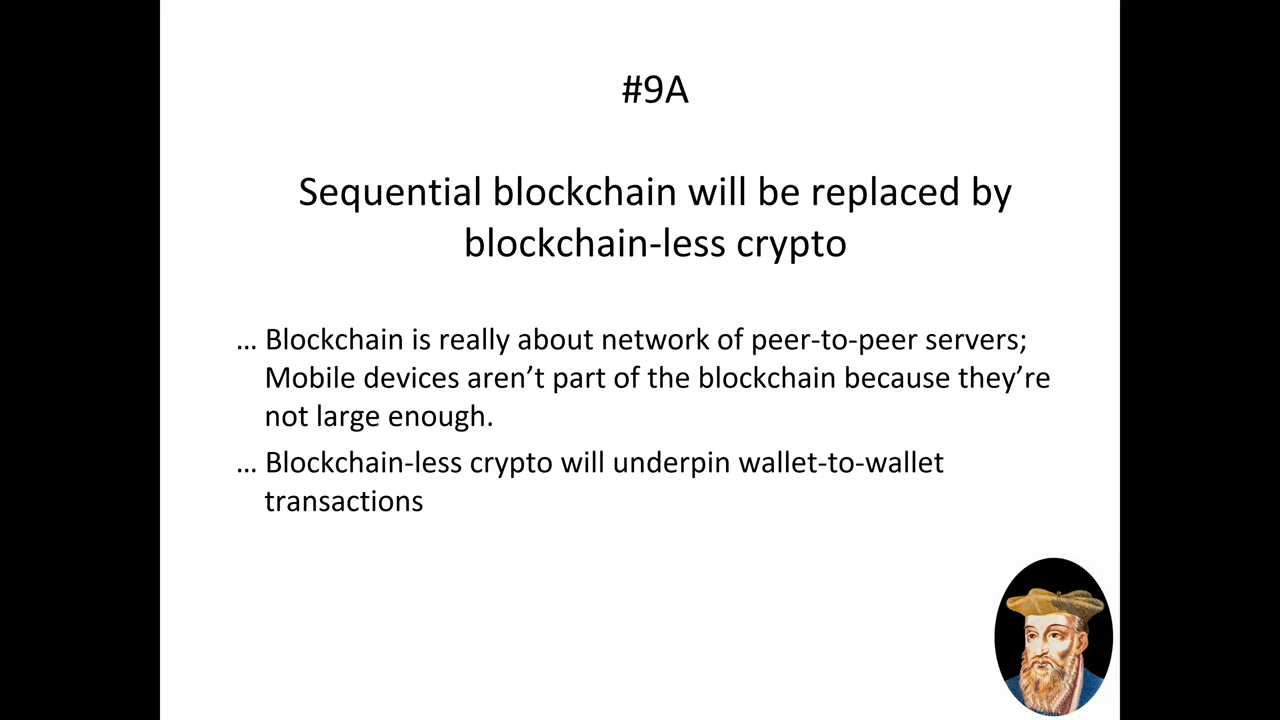 #9A
Sequential blockchain will be replaced by
blockchain-less crypto
… Blockchain is really about network of peer-to-peer servers;
Mobile devices aren’t part of the blockchain because they’re
not large enough.
… Blockchain-less crypto will underpin wallet-to-wallet
transactions